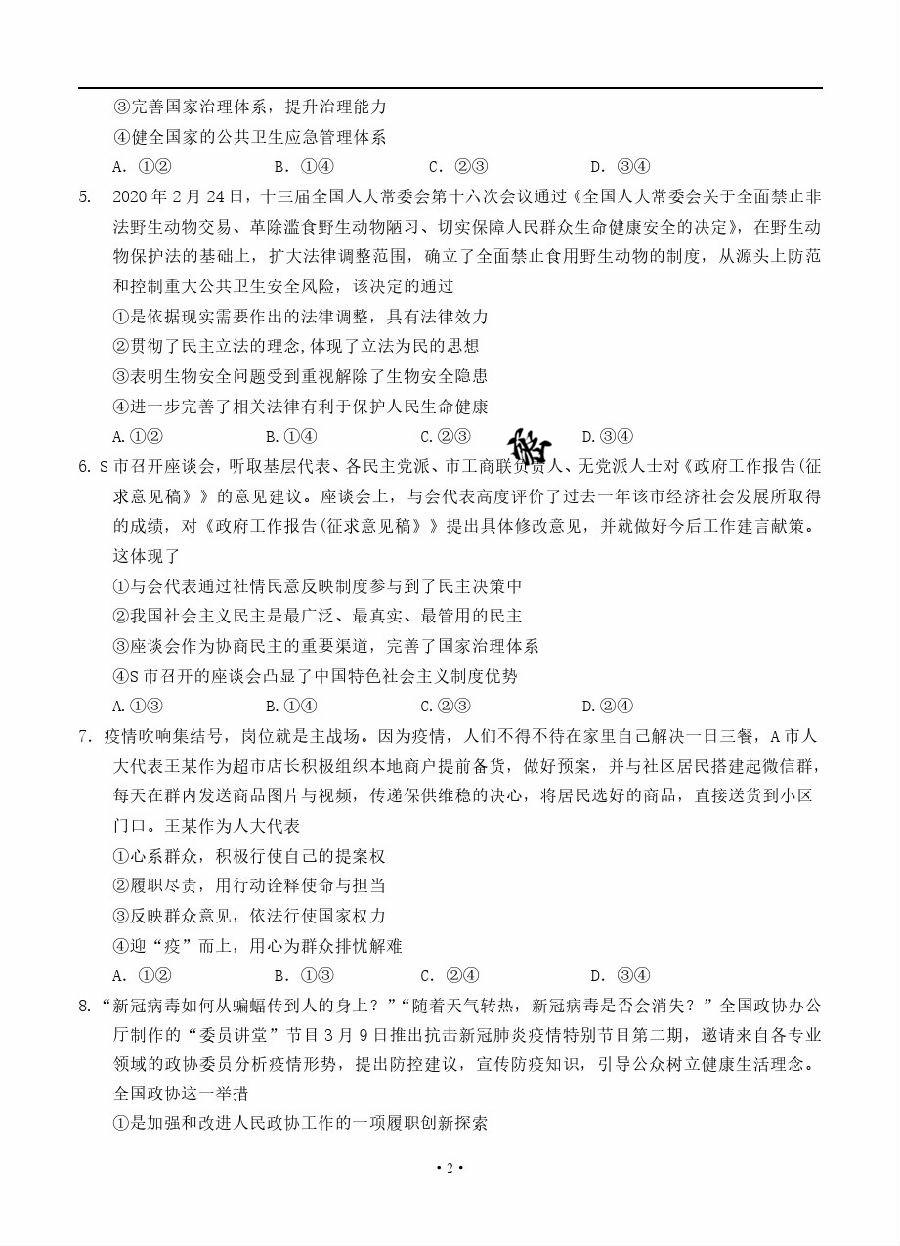 ③完善国家治理体系，提升治理能力
④健全国家的公共卫生应急管理体系
A. ①② B. ①④ C. ②③ D. ③④
5. 2020 年 2 月 24 日，十三届全国人大常委会第十六次会议通过《全国人大常委会关于全面禁止非
法野生动物交易、革除滥食野生动物陋习、切实保障人民群众生命健康安全的决定》，在野生动
物保护法的基础上，扩大法律调整范围，确立了全面禁止食用野生动物的制度，从源头上防范
和控制重大公共卫生安全风险，该决定的通过
①是依据现实需要作出的法律调整，具有法律效力
②贯彻了民主立法的理念,体现了立法为民的思想
③表明生物安全问题受到重视解除了生物安全隐患
④进一步完善了相关法律有利于保护人民生命健康
A.①② B.①④ C.②③ D.③④
6. S 市召开座谈会，听取基层代表、各民主党派、市工商联负责人、无党派人士对《政府工作报告(征
求意见稿》》的意见建议。座谈会上，与会代表高度评价了过去一年该市经济社会发展所取得
的成绩，对《政府工作报告(征求意见稿》》提出具体修改意见，并就做好今后工作建言献策。
这体现了
①与会代表通过社情民意反映制度参与到了民主决策中
②我国社会主义民主是最广泛、最真实、最管用的民主
③座谈会作为协商民主的重要渠道，完善了国家治理体系
④S 市召开的座谈会凸显了中国特色社会主义制度优势
A.①③ B.①④ C.②③ D.②④
7. 疫情吹响集结号，岗位就是主战场。因为疫情，人们不得不待在家里自己解决一日三餐，A 市人
大代表王某作为超市店长积极组织本地商户提前备货，做好预案，并与社区居民搭建起微信群，
每天在群内发送商品图片与视频，传递保供维稳的决心，将居民选好的商品，直接送货到小区
门口。王某作为人大代表
①心系群众，积极行使自己的提案权
②履职尽责，用行动诠释使命与担当
③反映群众意见，依法行使国家权力
④迎“疫”而上，用心为群众排忧解难
A. ①② B. ①③ C. ②④ D. ③④
8. “新冠病毒如何从蝙蝠传到人的身上？”“随着天气转热，新冠病毒是否会消失？”全国政协办公
厅制作的“委员讲堂”节目 3 月 9 日推出抗击新冠肺炎疫情特别节目第二期，邀请来自各专业
领域的政协委员分析疫情形势，提出防控建议，宣传防疫知识，引导公众树立健康生活理念。
全国政协这一举措
①是加强和改进人民政协工作的一项履职创新探索
·2·